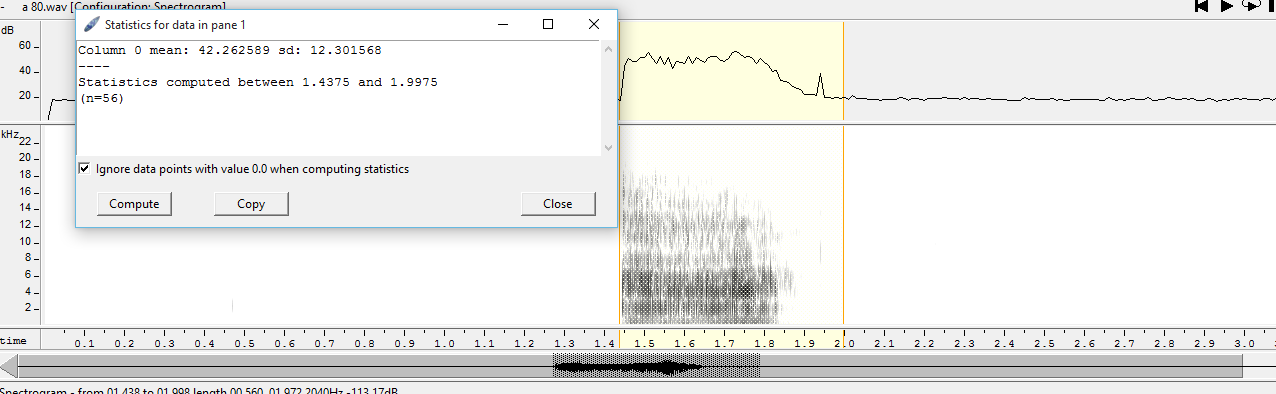 a 80.wav [Configuration: Spectrogram]
Statistics for data in pane 1
Column 0 mean: 42.262589 sd: 12.301568
----
Statistics computed between 1.4375 and 1.9975
(n=56)
Ignore data points with value 0.0 when computing statistics
Compute Copy Close
dB
60
40
20
kHz
22
20
18
16
14
12
10
8
6
4
2
time 0.1 0.2 0.3 0.4 0.5 0.6 0.7 0.8 0.9 1.0 1.1 1.2 1.3 1.4 1.5 1.6 1.7 1.8 1.9 2.0 2.1 2.2 2.3 2.4 2.5 2.6 2.7 2.8 2.9 3.0
Spectrogram - from 01.438 to 01.998 length 00.560 01.972 2040Hz -113.17dB